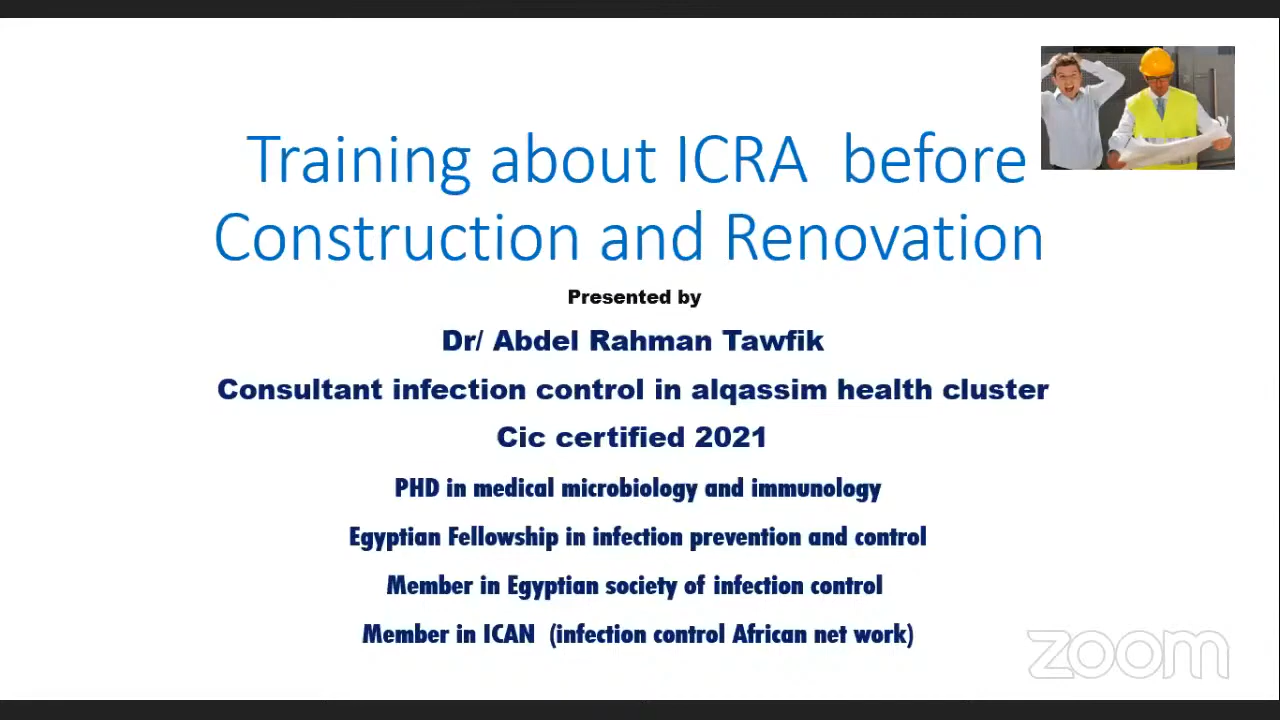 Training about ICRA before
Construction and Renovation
Presented by
Dr/ Abdel Rahman Tawfik
Consultant infection control in alqassim health cluster
Cic certified 2021
PHD in medical microbiology and immunology
Egyptian Fellowship in infection prevention and control
Member in Egyptian society of infection control
Member in ICAN (infection control African net work)
zoom